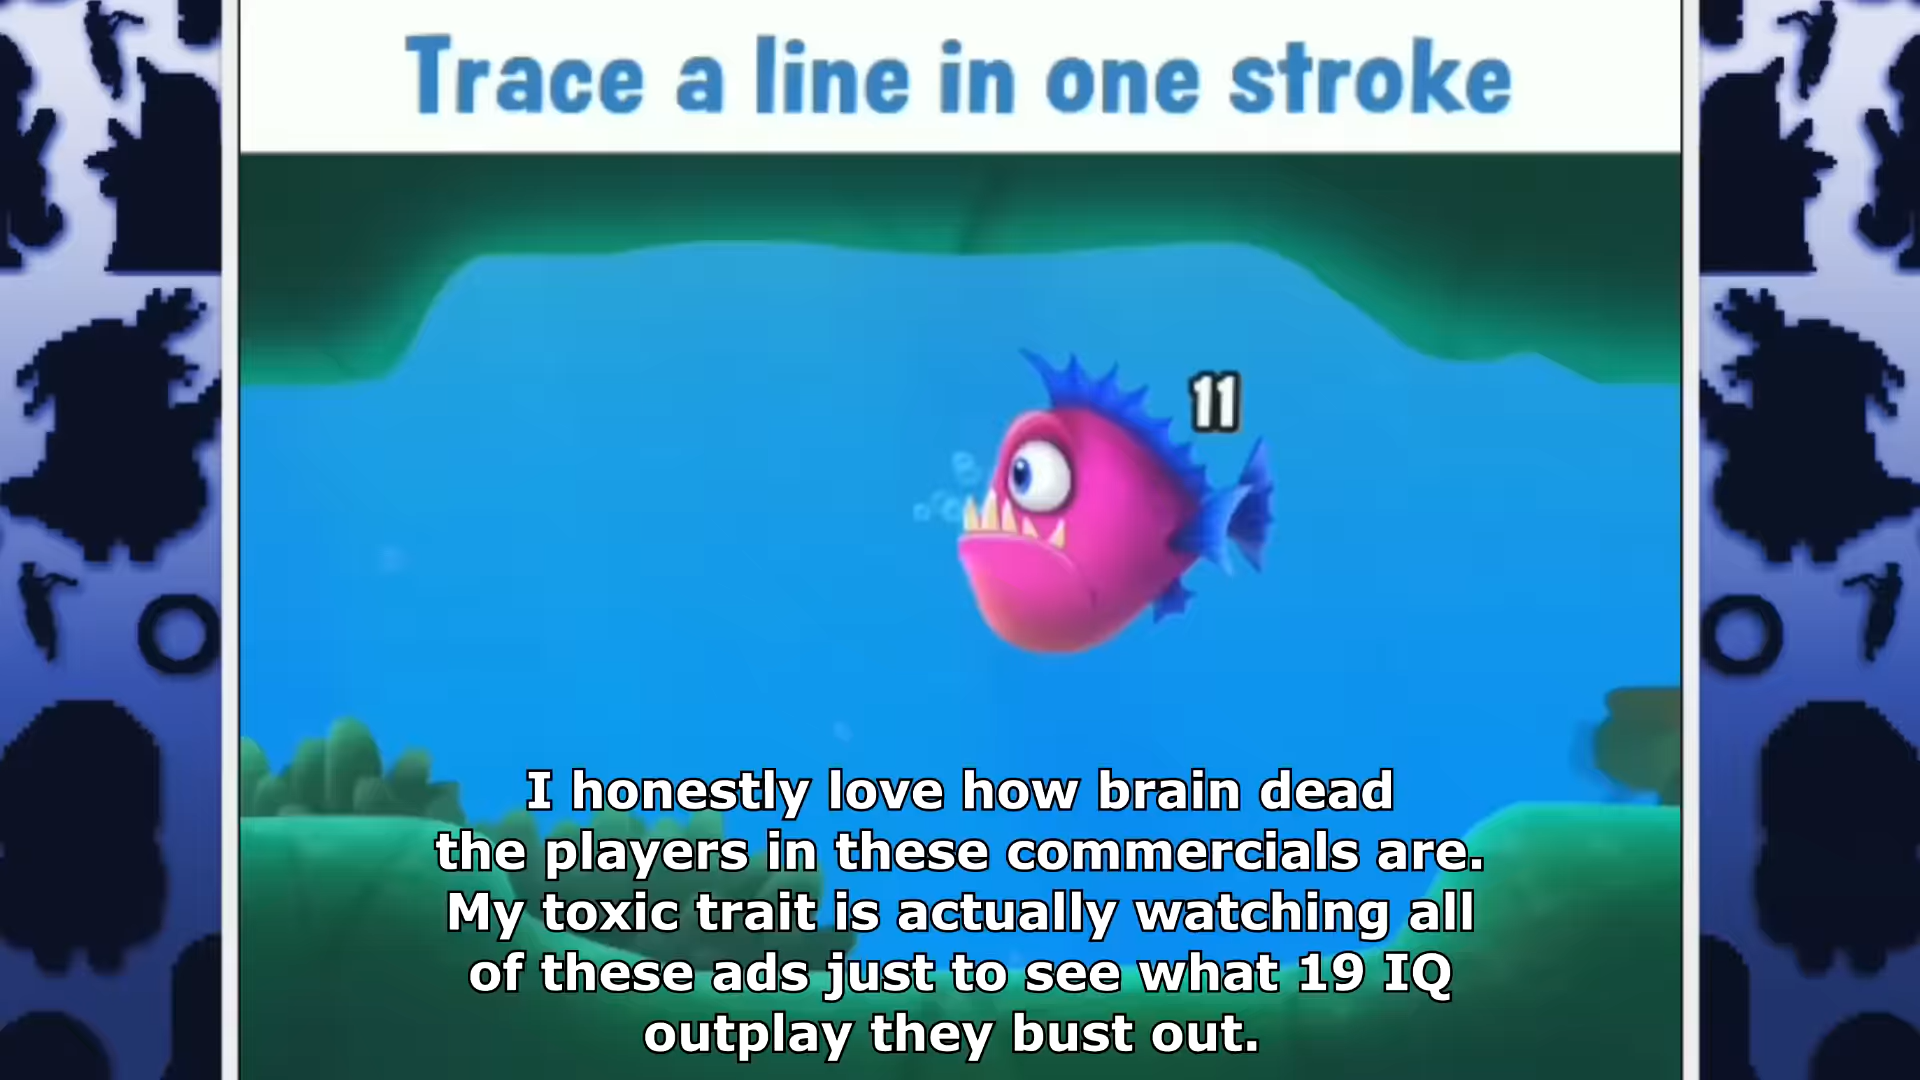 Trace a line in one stroke
11
I honestly love how brain dead
the players in these commercials are.
My toxic trait is actually watching all
of these ads just to see what 19 IQ
outplay they bust out.